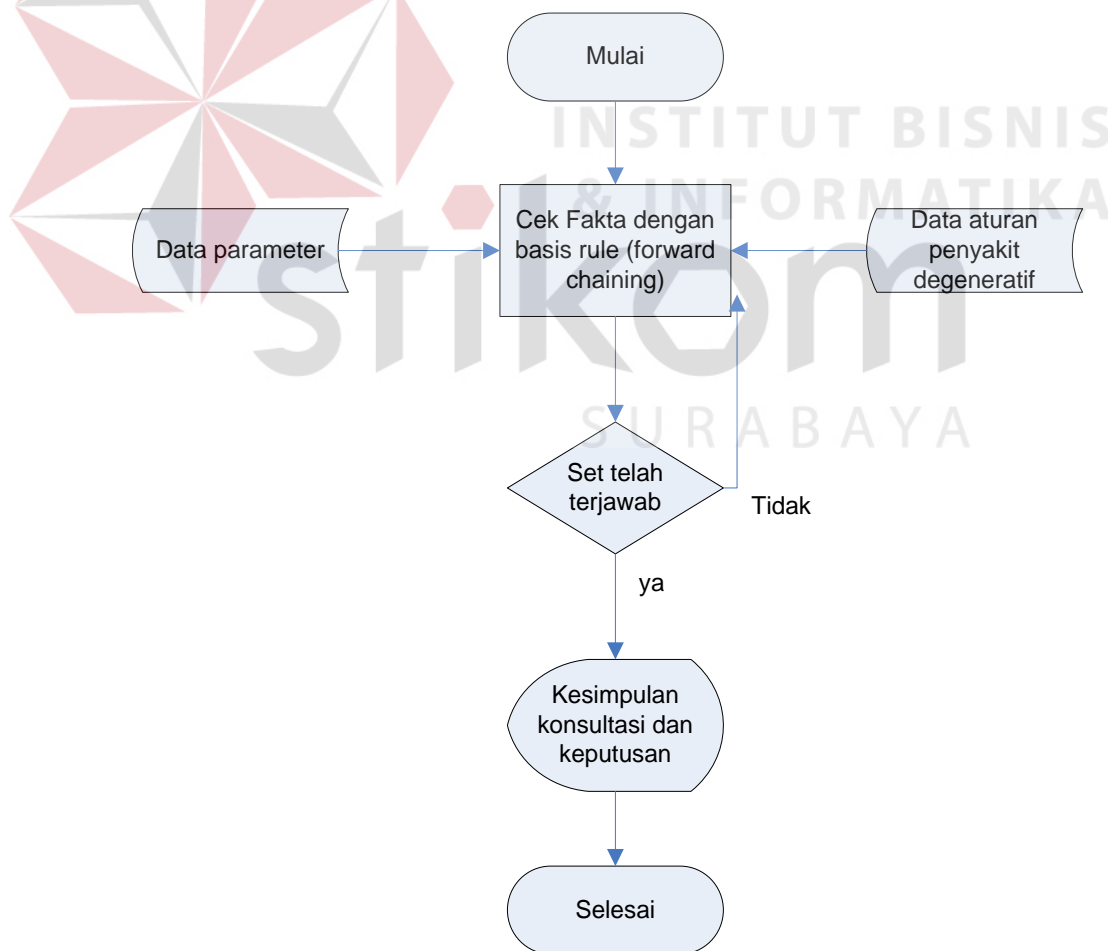 Mulai
INSTITUT BISNIS
& INFORMATIKA
Cek Fakta dengan
basis rule (forward
chaining)
Data parameter
Data aturan
penyakit
degeneratif
stikom
SURABAYA
Set telah
terjawab
Tidak
ya
Kesimpulan
konsultasi dan
keputusan
Selesai